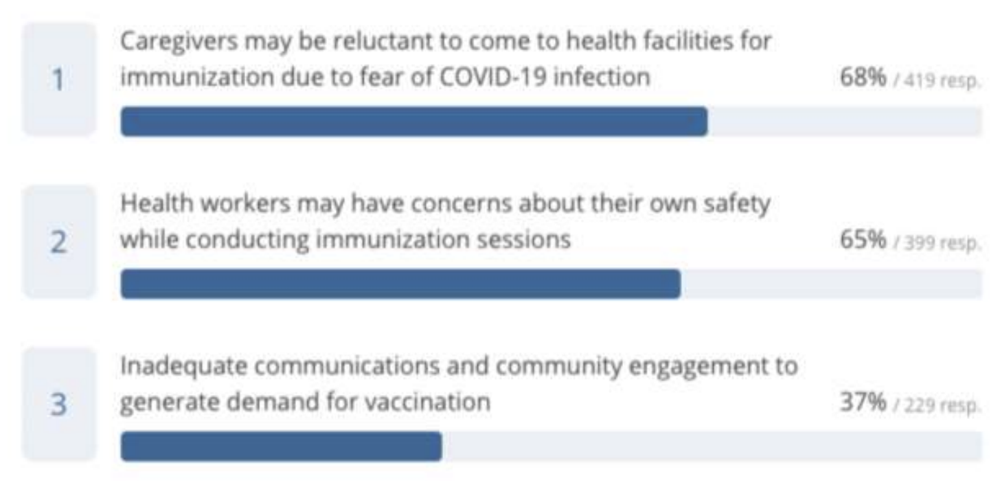 1
Caregivers may be reluctant to come to health facilities for
immunization due to fear of COVID-19 infection
68% / 419 resp.
2
Health workers may have concerns about their own safety
while conducting immunization sessions
65% / 399 resp.
3
Inadequate communications and community engagement to
generate demand for vaccination
37% / 229 resp.